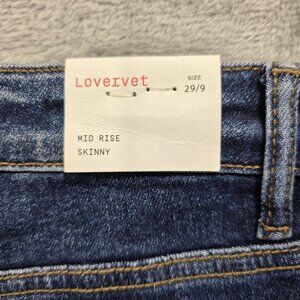 Lovervet
SIZE
29/9
MID RISE
SKINNY